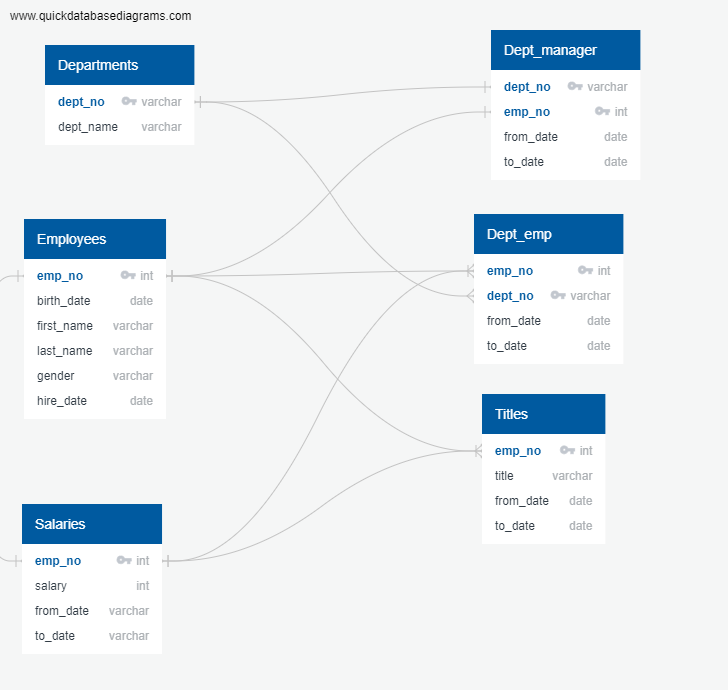 www.quickdatabasediagrams.com
Departments
dept_no varchar
dept_name varchar
Dept_manager
dept_no varchar
emp_no int
from_date date
to_date date
Employees
emp_no int
birth_date date
first_name varchar
last_name varchar
gender varchar
hire_date date
Dept_emp
emp_no int
dept_no varchar
from_date date
to_date date
Titles
emp_no int
title varchar
from_date date
to_date date
Salaries
emp_no int
salary int
from_date varchar
to_date varchar